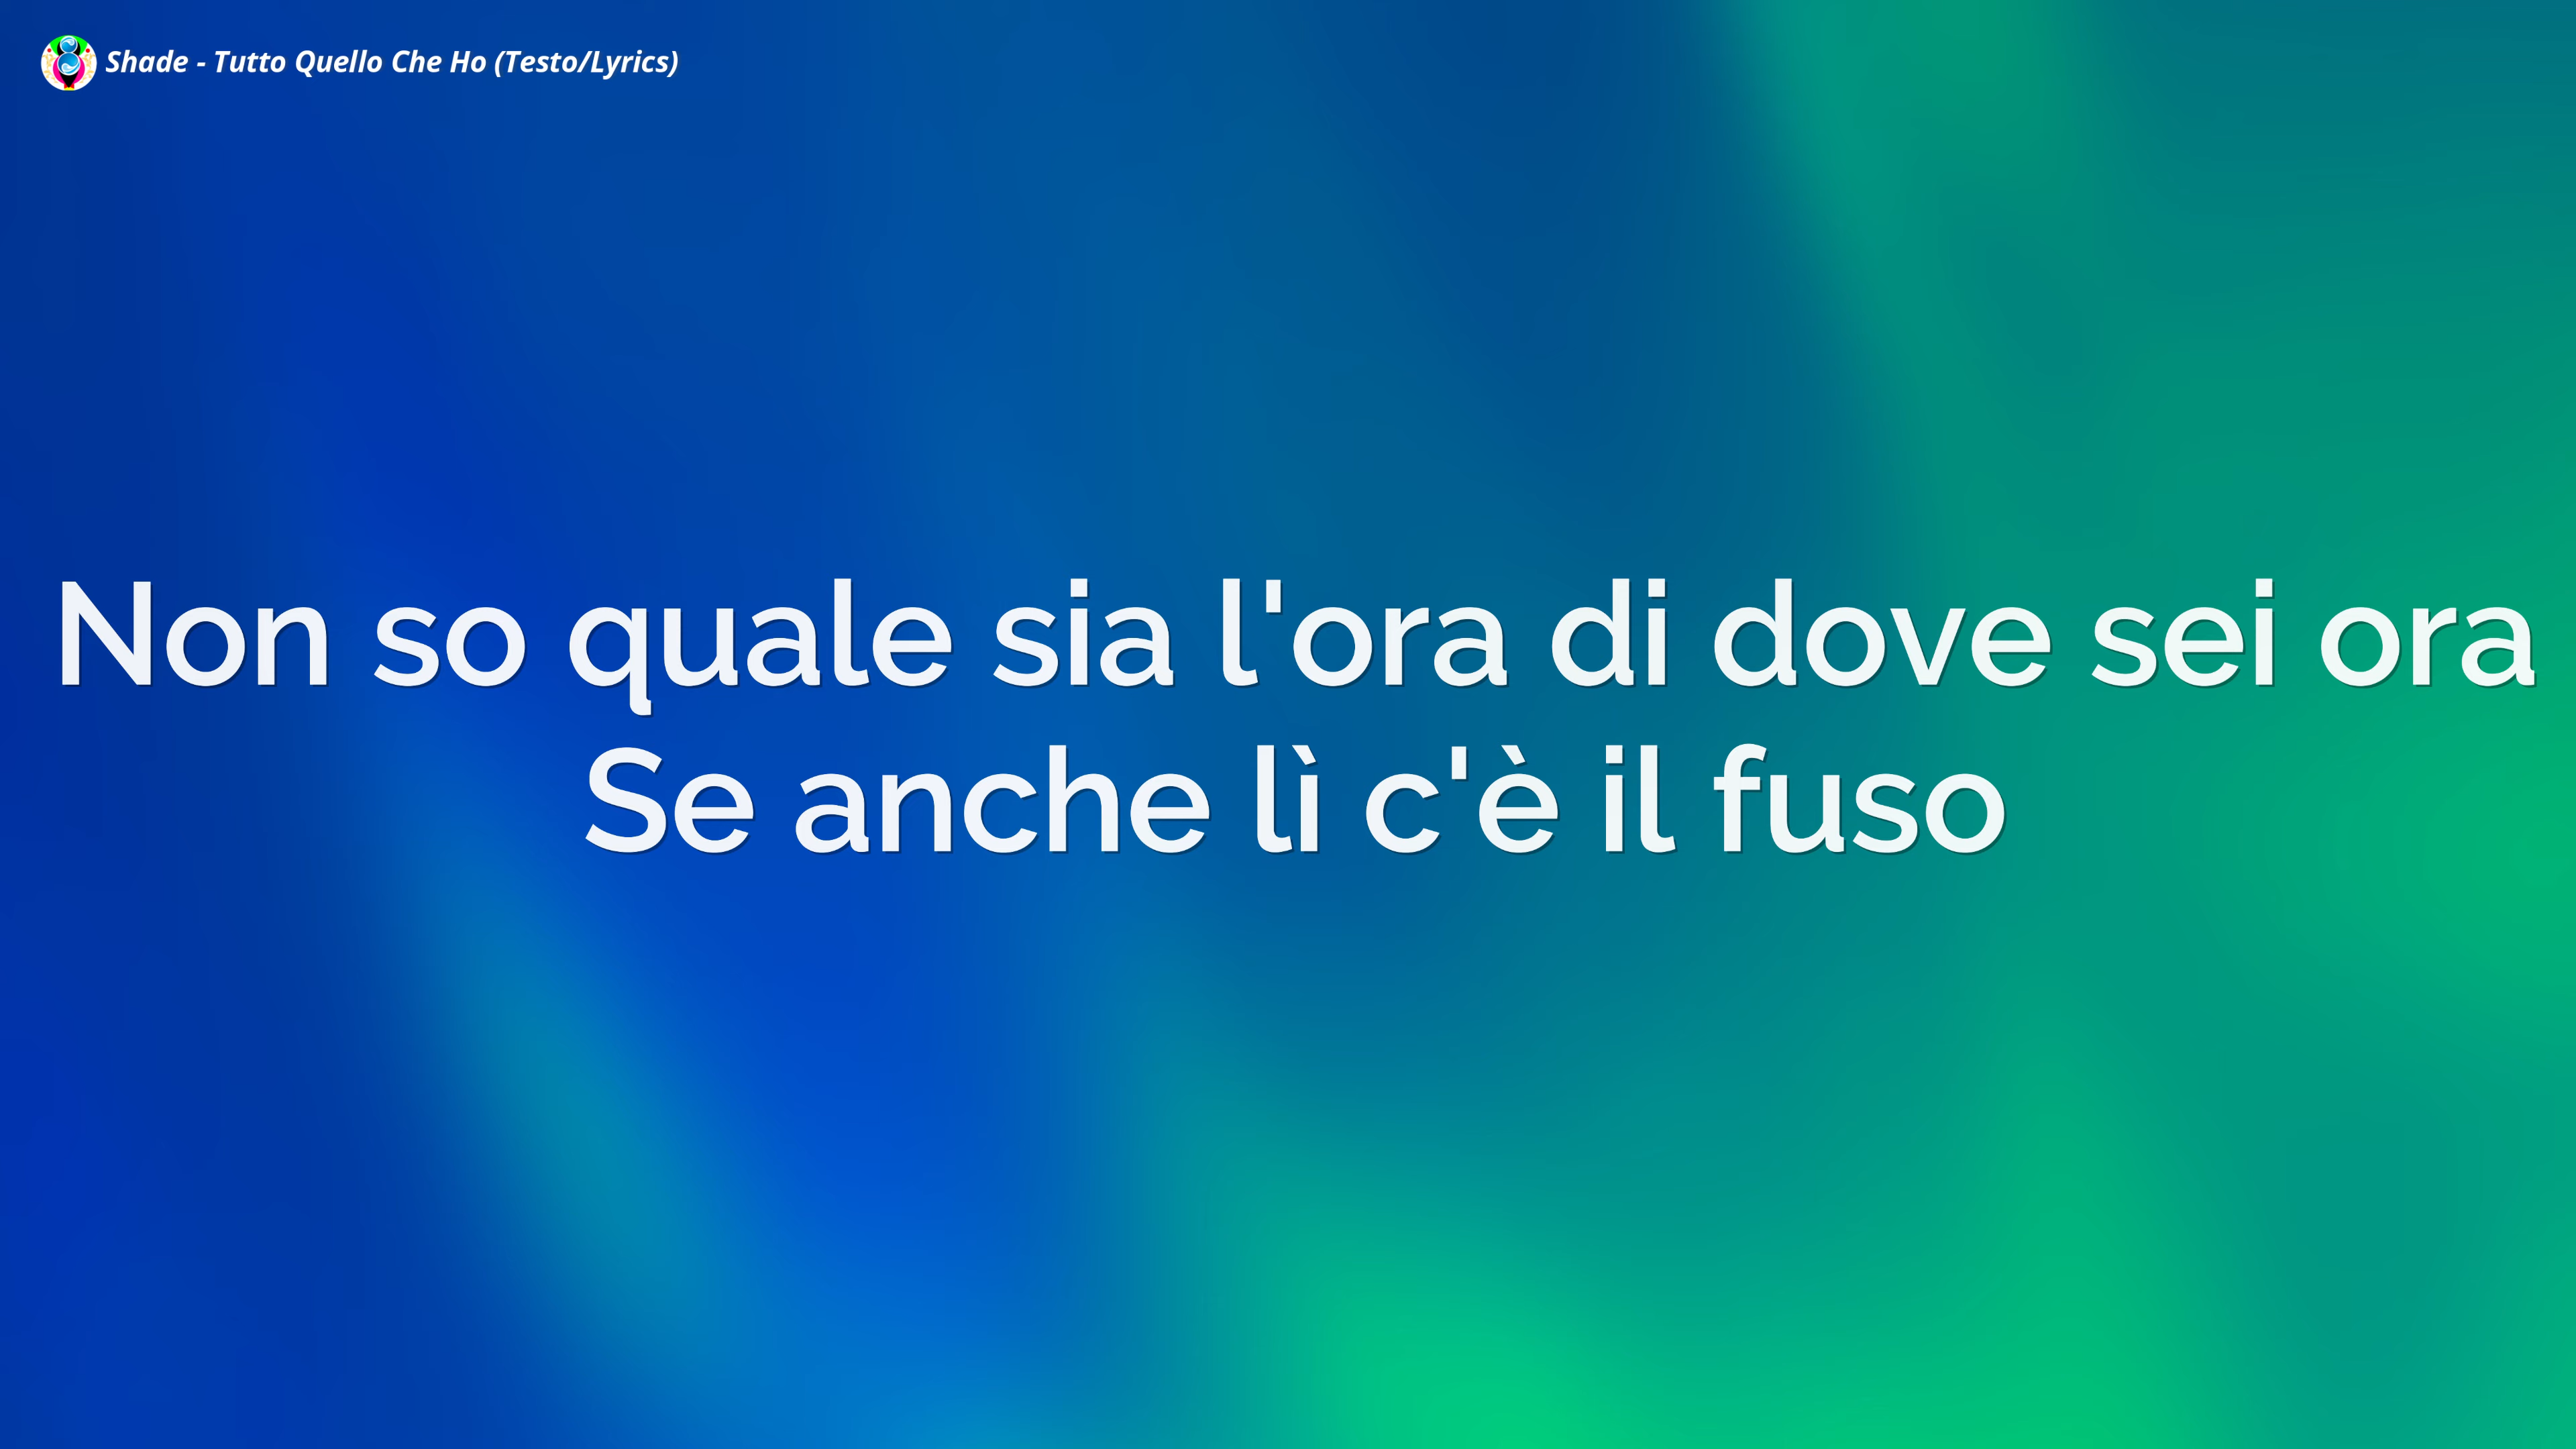 Shade - Tutto Quello Che Ho (Testo/Lyrics)
Non so quale sia l'ora di dove sei ora
Se anche lì c'è il fuso